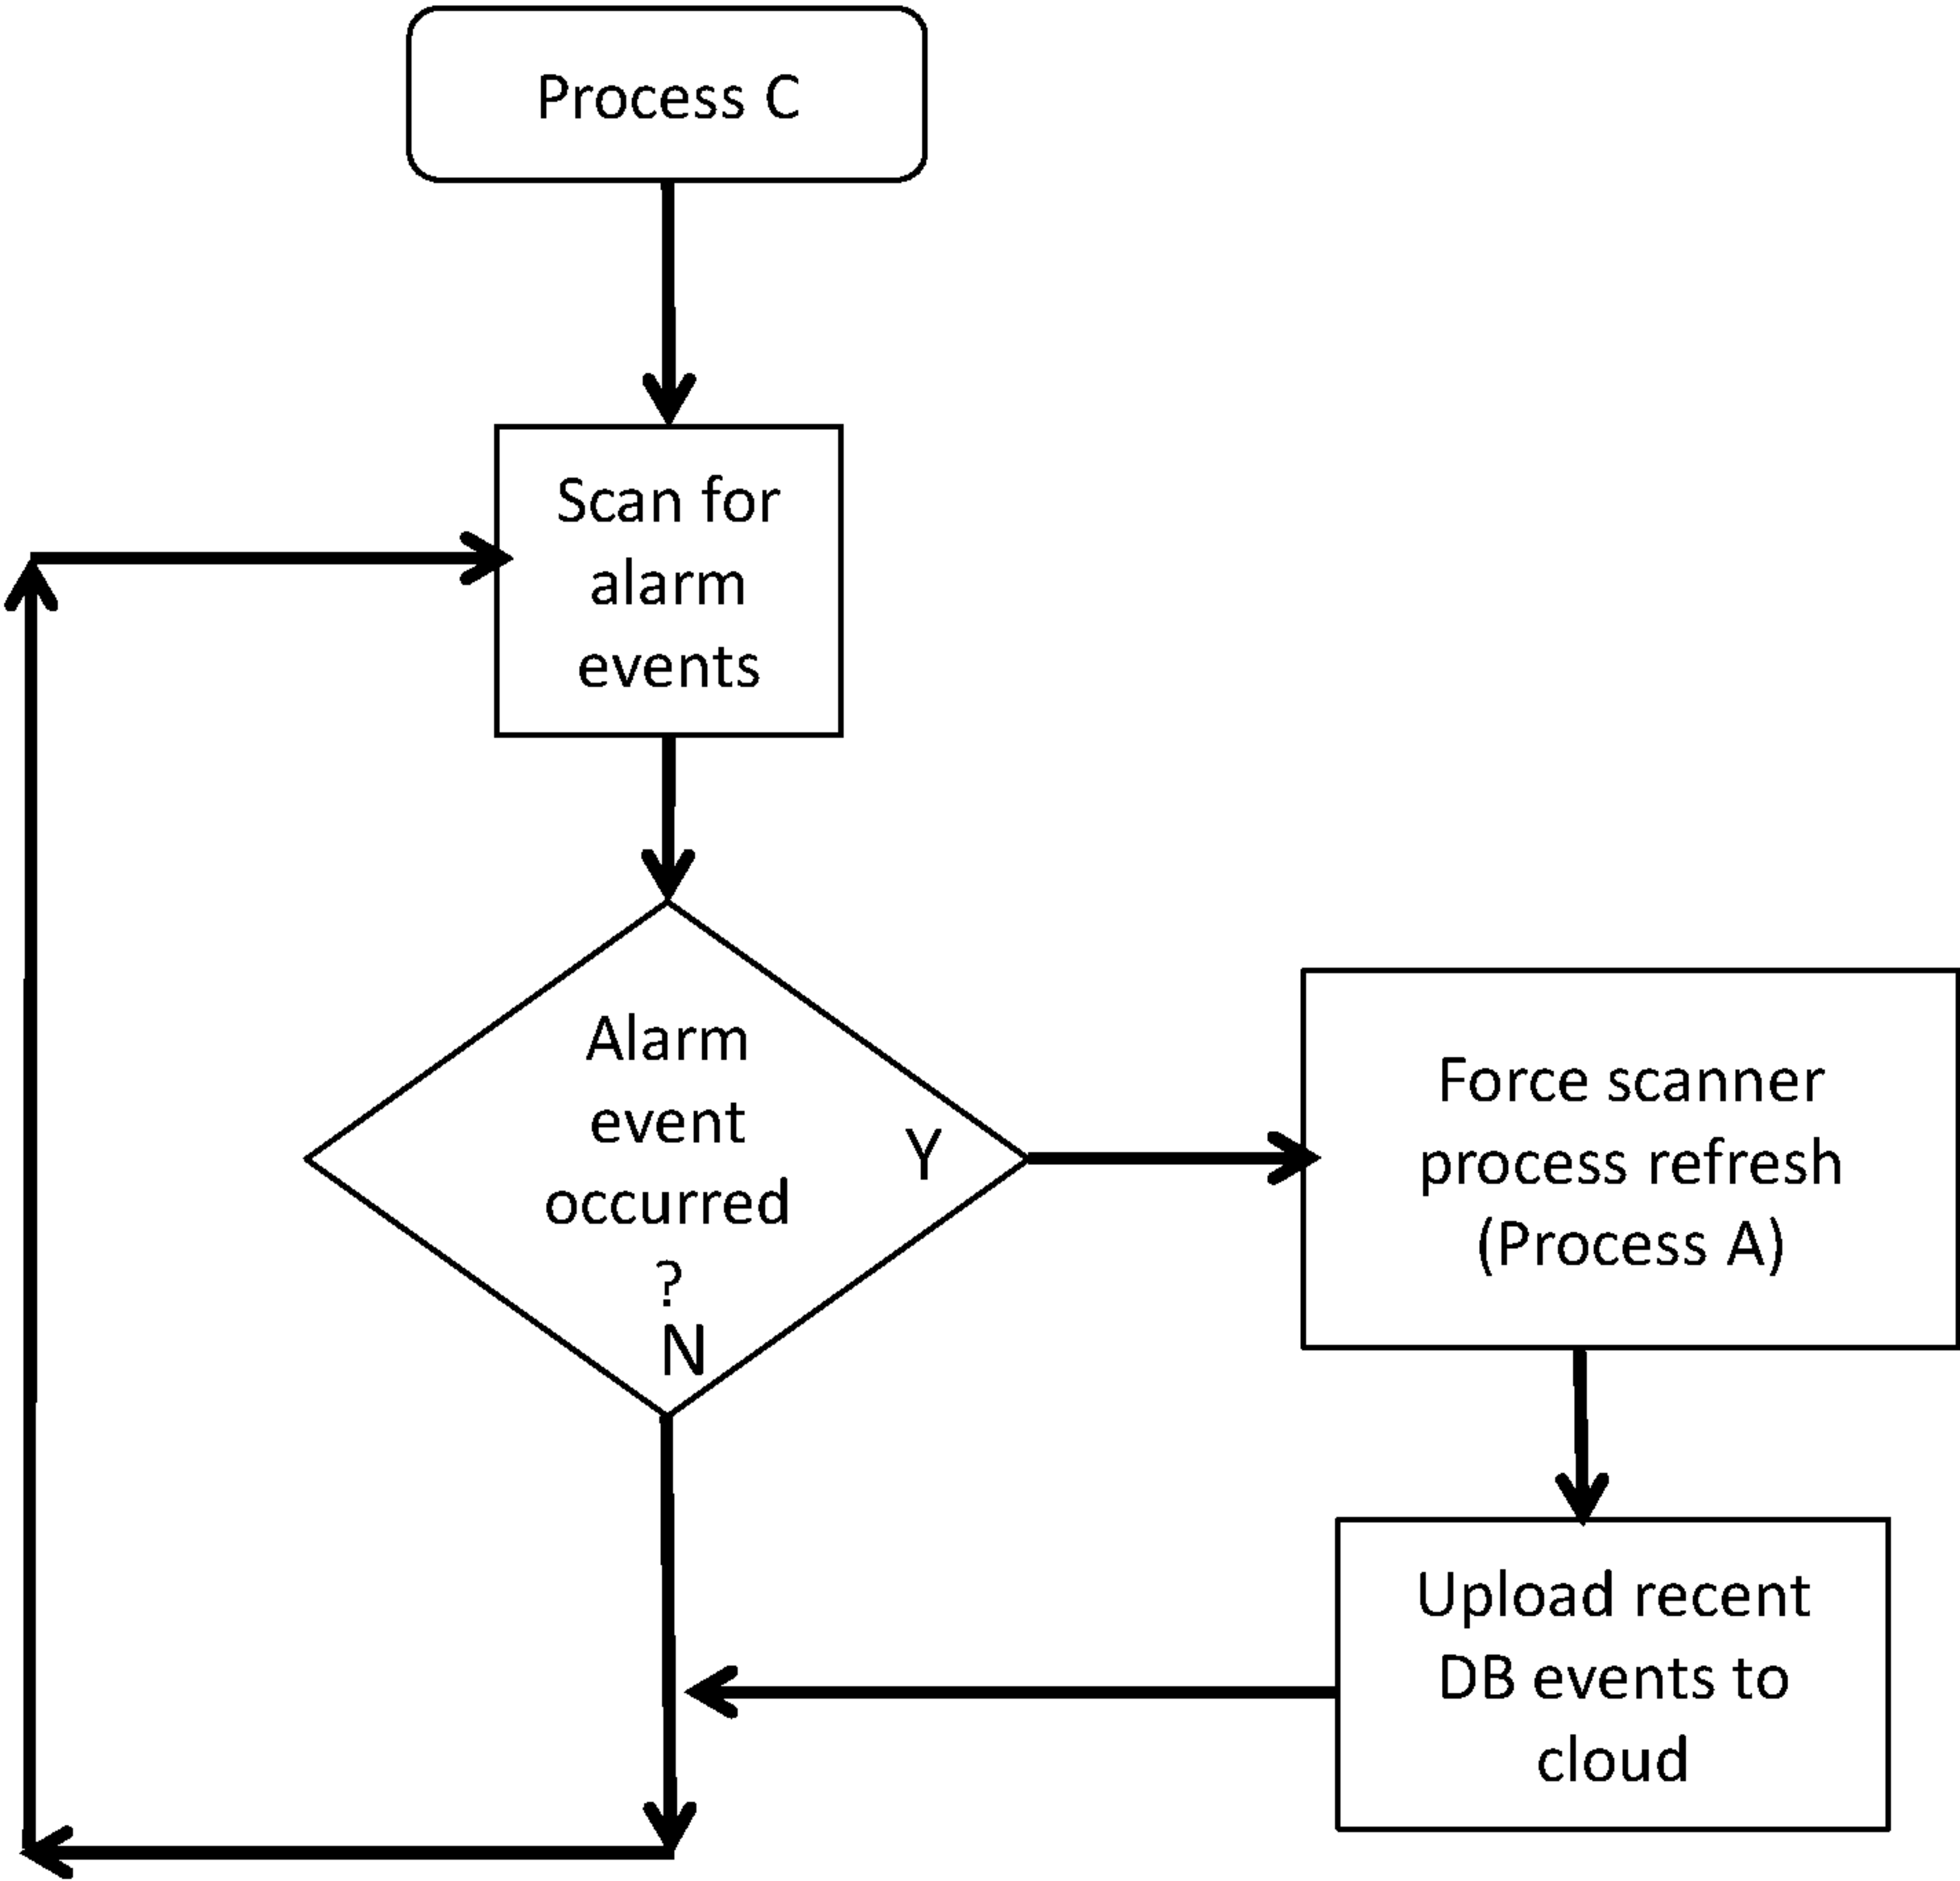 Process C
Scan for
alarm
events
Alarm
event
occurred
?
Y
N
Force scanner
process refresh
(Process A)
Upload recent
DB events to
cloud